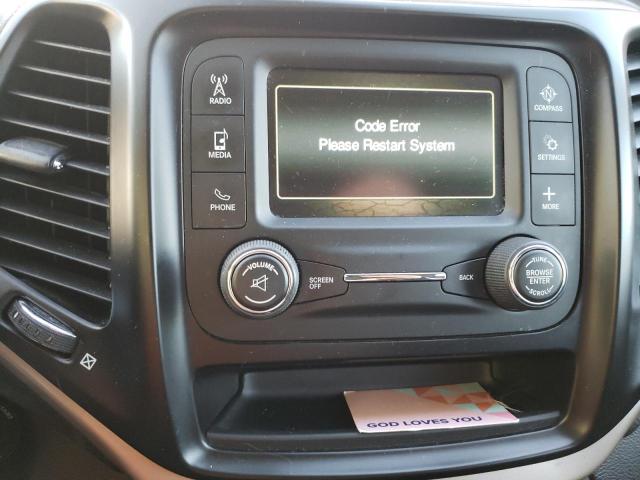 RADIO
MEDIA
PHONE
Code Error
Please Restart System
N
COMPASS
SETTINGS
+
MORE
VOLUME
SCREEN
OFF
BACK
TUNE
BROWSE
ENTER
SCROLL
GOD LOVES YOU